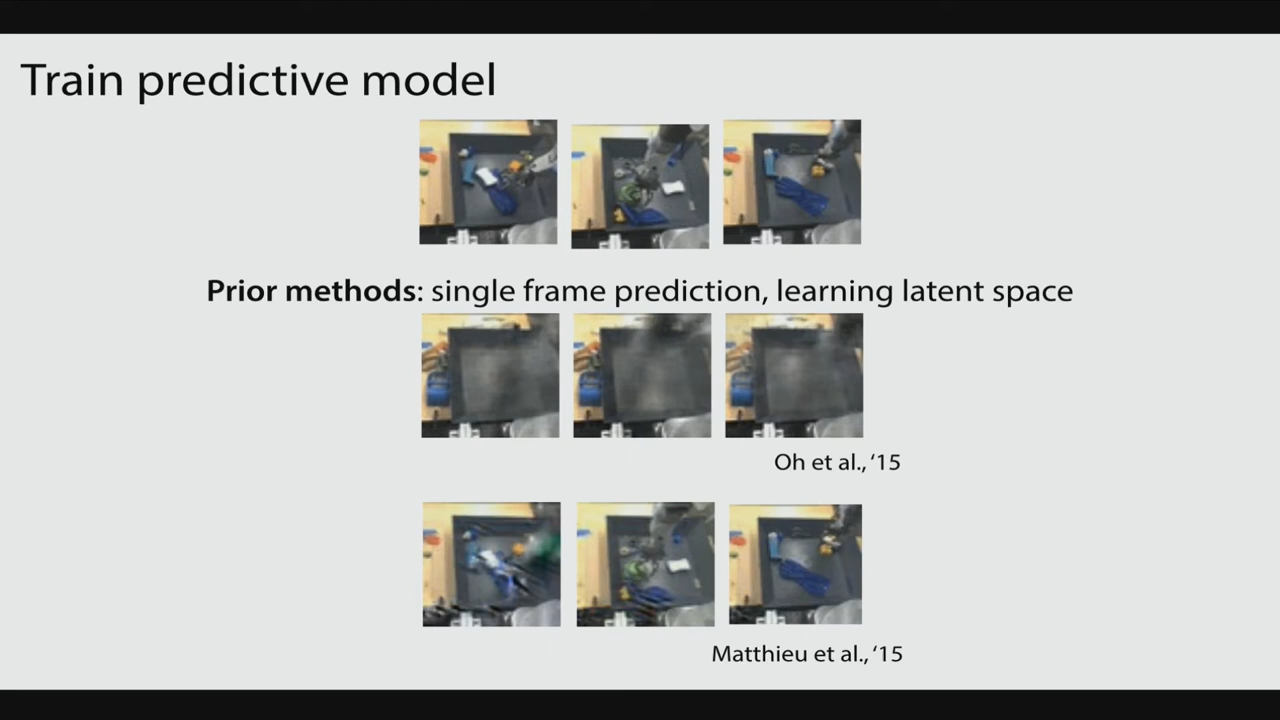 Train predictive model
Prior methods: single frame prediction, learning latent space
Oh et al., ‘15
Matthieu et al., ‘15